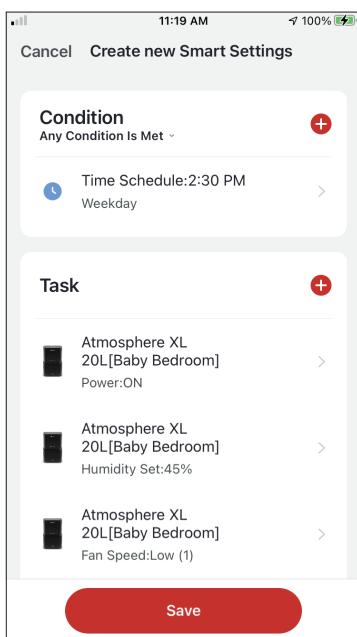 11:19 AM
100%
Cancel Create new Smart Settings
Condition
Any Condition Is Met
Time Schedule:2:30 PM
Weekday
Task
Atmosphere XL
20L[Baby Bedroom]
Power:ON
Atmosphere XL
20L[Baby Bedroom]
Humidity Set:45%
Atmosphere XL
20L[Baby Bedroom]
Fan Speed:Low (1)
Save